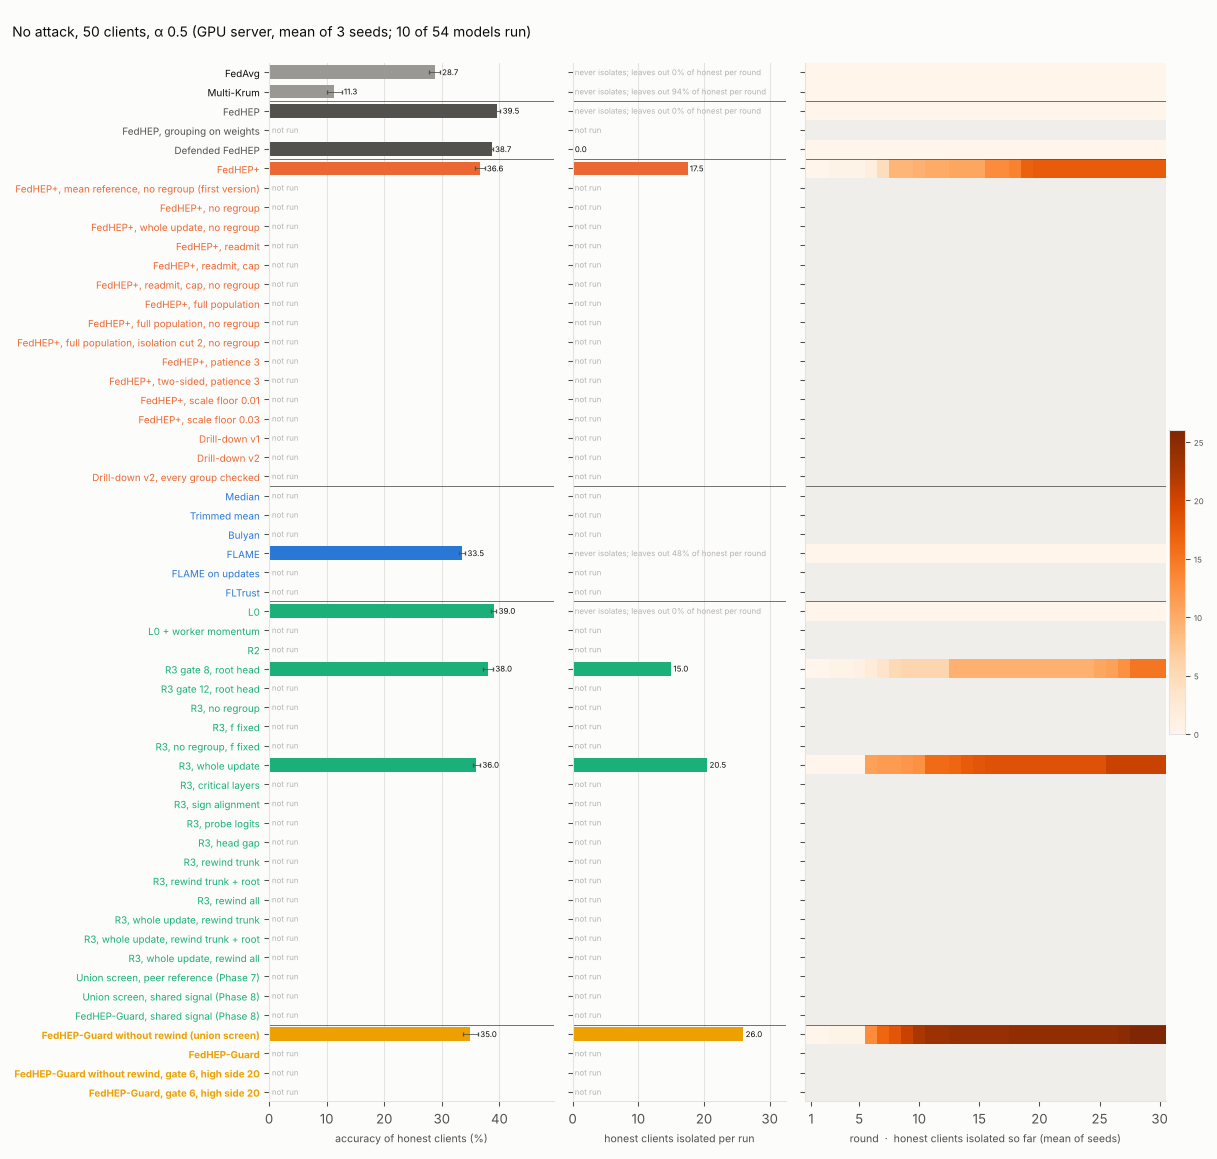 No attack, 50 clients, α 0.5 (GPU server, mean of 3 seeds; 10 of 54 models run)
FedAvg 28.7 never isolates; leaves out 0% of honest per round
Multi-Krum 11.3 never isolates; leaves out 94% of honest per round
FedHEP 39.5 never isolates; leaves out 0% of honest per round
FedHEP, grouping on weights not run not run
Defended FedHEP 38.7 0.0
FedHEP+ 36.6 17.5
FedHEP+, mean reference, no regroup (first version) not run not run
FedHEP+, no regroup not run not run
FedHEP+, whole update, no regroup not run not run
FedHEP+, readmit not run not run
FedHEP+, readmit, cap not run not run
FedHEP+, readmit, cap, no regroup not run not run
FedHEP+, full population not run not run
FedHEP+, full population, no regroup not run not run
FedHEP+, full population, isolation cut 2, no regroup not run not run
FedHEP+, patience 3 not run not run
FedHEP+, two-sided, patience 3 not run not run
FedHEP+, scale floor 0.01 not run not run
FedHEP+, scale floor 0.03 not run not run
Drill-down v1 not run not run
Drill-down v2 not run not run
Drill-down v2, every group checked not run not run
Median not run not run
Trimmed mean not run not run
Bulyan not run not run
FLAME 33.5 never isolates; leaves out 48% of honest per round
FLAME on updates not run not run
FLTrust not run not run
L0 39.0 never isolates; leaves out 0% of honest per round
L0 + worker momentum not run not run
R2 not run not run
R3 gate 8, root head 38.0 15.0
R3 gate 12, root head not run not run
R3, no regroup not run not run
R3, f fixed not run not run
R3, no regroup, f fixed not run not run
R3, whole update 36.0 20.5
R3, critical layers not run not run
R3, sign alignment not run not run
R3, probe logits not run not run
R3, head gap not run not run
R3, rewind trunk not run not run
R3, rewind trunk + root not run not run
R3, rewind all not run not run
R3, whole update, rewind trunk not run not run
R3, whole update, rewind trunk + root not run not run
R3, whole update, rewind all not run not run
Union screen, peer reference (Phase 7) not run not run
Union screen, shared signal (Phase 8) not run not run
FedHEP-Guard, shared signal (Phase 8) not run not run
FedHEP-Guard without rewind (union screen) 35.0 26.0
FedHEP-Guard not run not run
FedHEP-Guard without rewind, gate 6, high side 20 not run not run
FedHEP-Guard, gate 6, high side 20 not run not run
0 10 20 30 40
accuracy of honest clients (%)
0 10 20 30
honest clients isolated per run
1 5 10 15 20 25 30
round · honest clients isolated so far (mean of seeds)
25
20
15
10
5
0